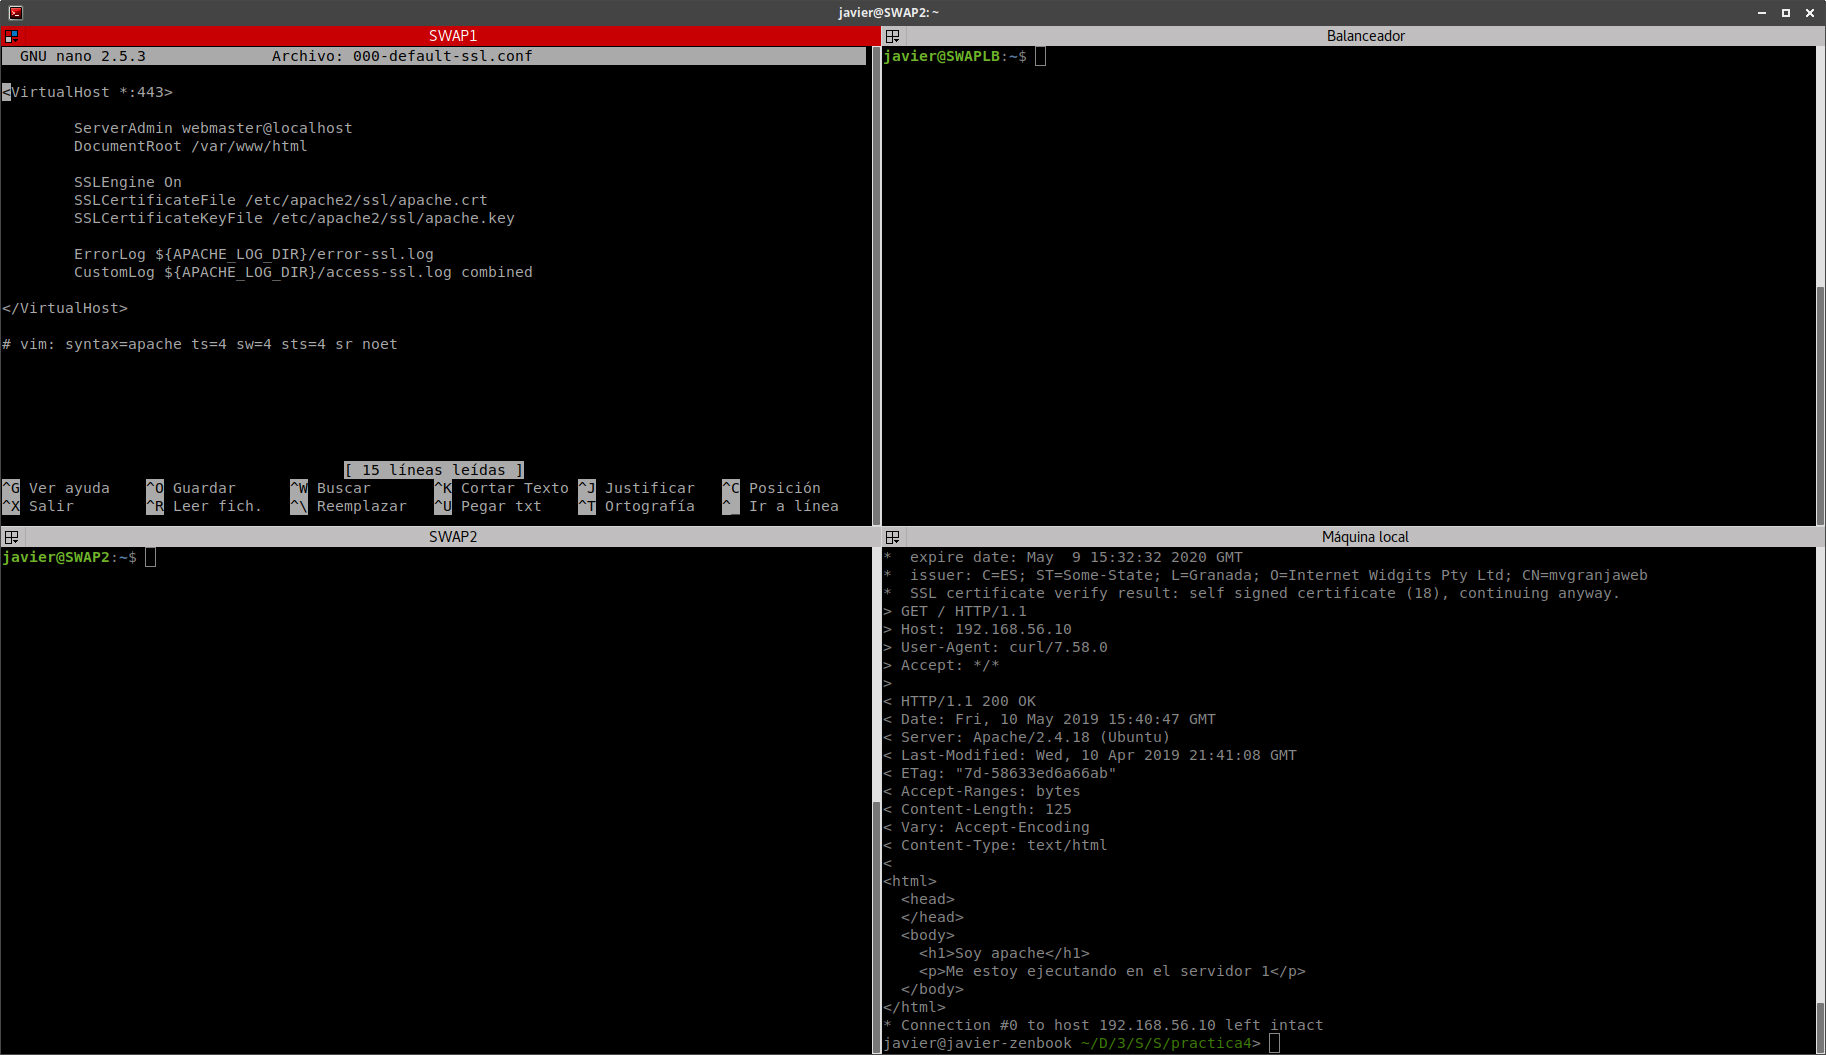 javier@SWAP2: ~
SWAP1
GNU nano 2.5.3 Archivo: 000-default-ssl.conf
<VirtualHost *:443>
ServerAdmin webmaster@localhost
DocumentRoot /var/www/html
SSLEngine On
SSLCertificateFile /etc/apache2/ssl/apache.crt
SSLCertificateKeyFile /etc/apache2/ssl/apache.key
ErrorLog ${APACHE_LOG_DIR}/error-ssl.log
CustomLog ${APACHE_LOG_DIR}/access-ssl.log combined
</VirtualHost>
# vim: syntax=apache ts=4 sw=4 sts=4 sr noet
[ 15 líneas leídas ]
^G Ver ayuda ^O Guardar ^W Buscar ^K Cortar Texto ^J Justificar ^C Posición
^X Salir ^R Leer fich. ^\ Reemplazar ^U Pegar txt ^T Ortografía ^_ Ir a línea
Balanceador
javier@SWAPLB:~$
SWAP2
javier@SWAP2:~$
Máquina local
*  expire date: May  9 15:32:32 2020 GMT
*  issuer: C=ES; ST=Some-State; L=Granada; O=Internet Widgits Pty Ltd; CN=mvgranjaweb
*  SSL certificate verify result: self signed certificate (18), continuing anyway.
> GET / HTTP/1.1
> Host: 192.168.56.10
> User-Agent: curl/7.58.0
> Accept: */*
>
< HTTP/1.1 200 OK
< Date: Fri, 10 May 2019 15:40:47 GMT
< Server: Apache/2.4.18 (Ubuntu)
< Last-Modified: Wed, 10 Apr 2019 21:41:08 GMT
< ETag: "7d-58633ed6a66ab"
< Accept-Ranges: bytes
< Content-Length: 125
< Vary: Accept-Encoding
< Content-Type: text/html
<
<html>
<head>
</head>
<body>
<h1>Soy apache</h1>
<p>Me estoy ejecutando en el servidor 1</p>
</body>
</html>
* Connection #0 to host 192.168.56.10 left intact
javier@javier-zenbook ~/D/3/S/S/practica4>